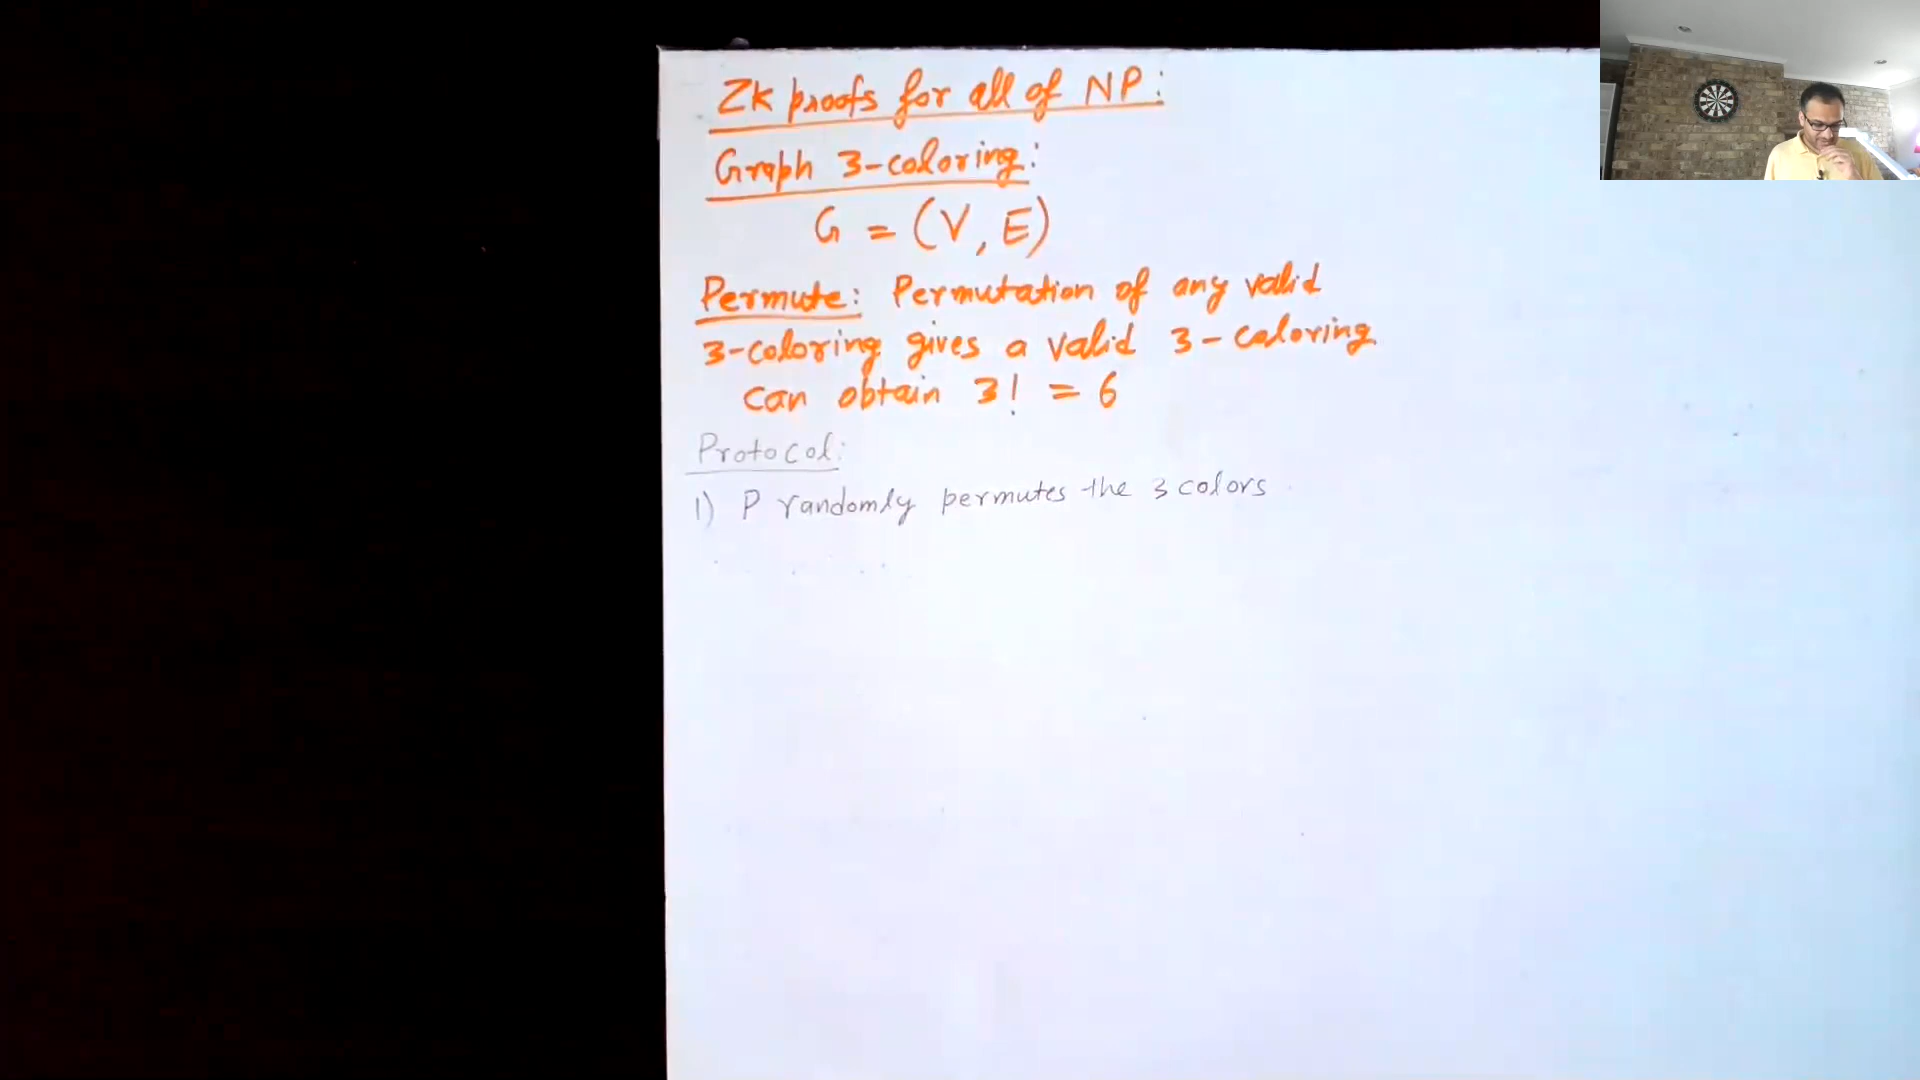 Zk proofs for all of NP:
Graph 3-coloring:
G = (V, E)
Permute: Permutation of any valid
3-coloring gives a valid 3-coloring
can obtain 3! = 6
Protocol:
1) P randomly permutes the 3 colors